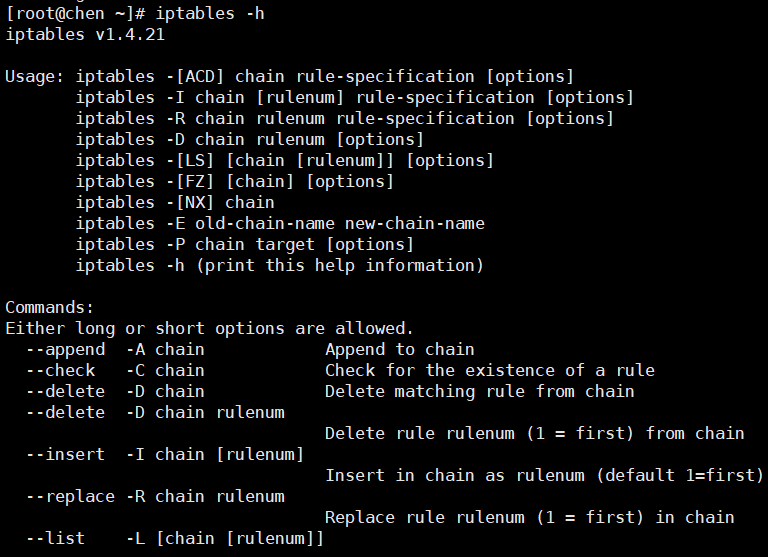 [root@chen ~]# iptables -h
iptables v1.4.21
Usage: iptables -[ACD] chain rule-specification [options]
iptables -I chain [rulenum] rule-specification [options]
iptables -R chain rulenum rule-specification [options]
iptables -D chain rulenum [options]
iptables -[LS] [chain [rulenum]] [options]
iptables -[FZ] [chain] [options]
iptables -[NX] chain
iptables -E old-chain-name new-chain-name
iptables -P chain target [options]
iptables -h (print this help information)
Commands:
Either long or short options are allowed.
--append -A chain Append to chain
--check -C chain Check for the existence of a rule
--delete -D chain Delete matching rule from chain
--delete -D chain rulenum
Delete rule rulenum (1 = first) from chain
--insert -I chain [rulenum]
Insert in chain as rulenum (default 1=first)
--replace -R chain rulenum
Replace rule rulenum (1 = first) in chain
--list -L [chain [rulenum]]